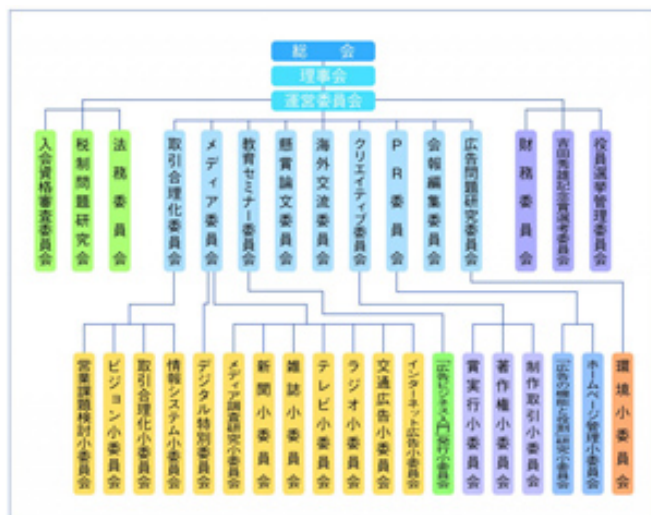 総会
理事会
運営委員会
入会資格審査委員会
税制問題研究会
法務委員会
取引合理化委員会
メディア委員会
教育セミナー委員会
懸賞論文委員会
海外交流委員会
クリエイティブ委員会
PR委員会
会報編集委員会
広告問題研究委員会
財務委員会
吉田秀雄記念賞選考委員会
役員選挙管理委員会
営業課題検討小委員会
ビジョン小委員会
取引合理化小委員会
情報システム小委員会
デジタル特別委員会
メディア調査研究小委員会
新聞小委員会
雑誌小委員会
テレビ小委員会
ラジオ小委員会
交通広告小委員会
インターネット広告小委員会
「広告ビジネス入門」発行小委員会
賞実行小委員会
著作権小委員会
制作取引小委員会
「広告の機能と役割」研究小委員会
ホームページ管理小委員会
環境小委員会